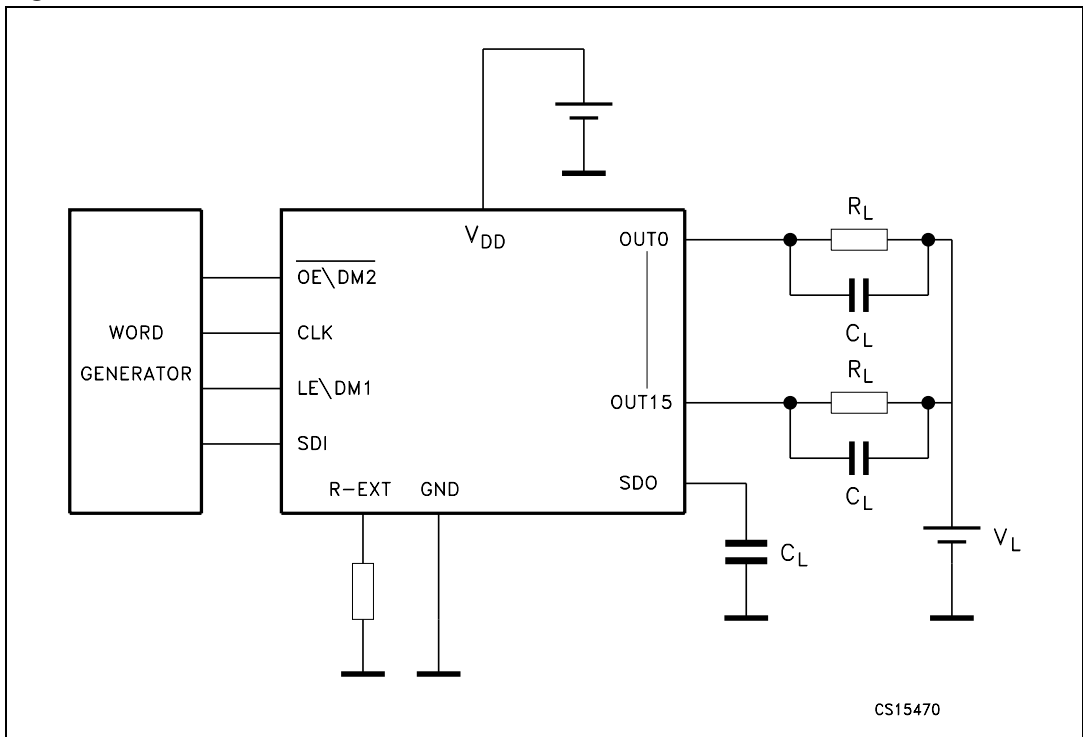 V_DD
OUT0
R_L
OE\DM2
WORD
GENERATOR
CLK
C_L
LE\DM1
R_L
OUT15
SDI
C_L
R-EXT
GND
SDO
C_L
V_L
CS15470